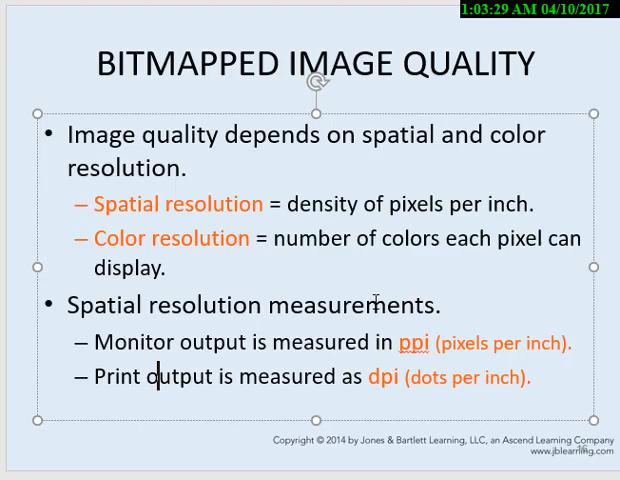 1:03:29 AM 04/10/2017
BITMAPPED IMAGE QUALITY
• Image quality depends on spatial and color
resolution.
– Spatial resolution = density of pixels per inch.
– Color resolution = number of colors each pixel can
display.
• Spatial resolution measurements.
– Monitor output is measured in ppi (pixels per inch).
– Print output is measured as dpi (dots per inch).
Copyright © 2014 by Jones & Bartlett Learning, LLC, an Ascend Learning Company
www.jblearning.com
16